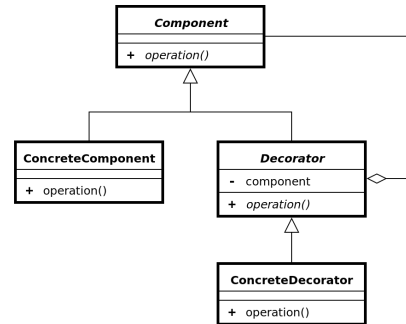 Component
+ operation()
ConcreteComponent
+ operation()
Decorator
- component
+ operation()
ConcreteDecorator
+ operation()